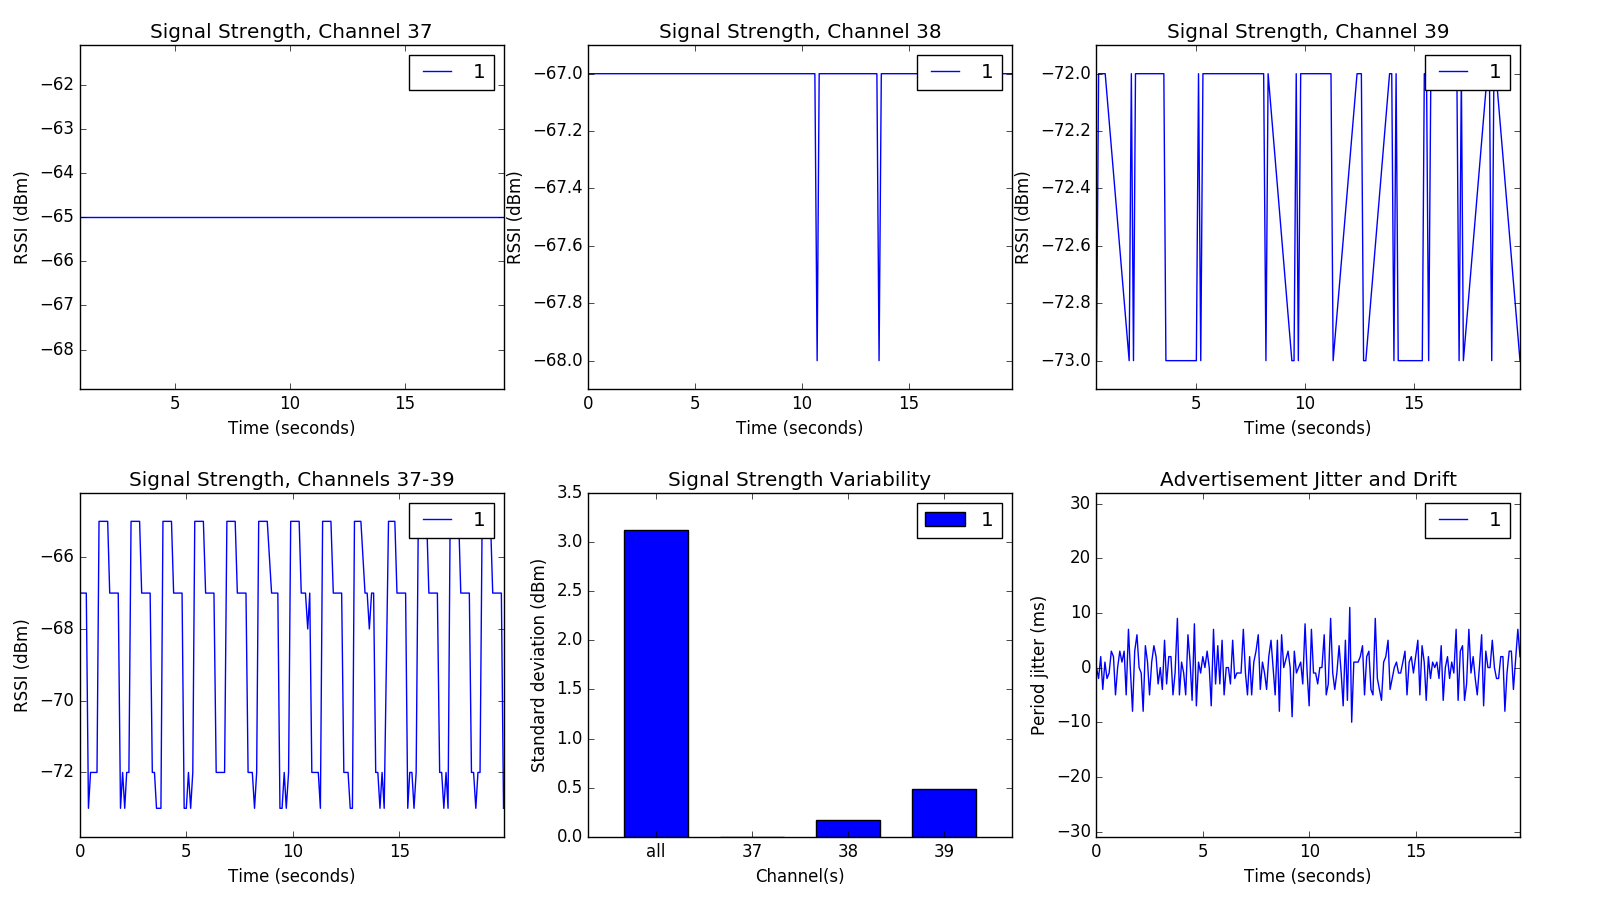 Signal Strength, Channel 37
1
−62
−63
−64
−65
−66
−67
−68
RSSI (dBm)
5 10 15
Time (seconds)
Signal Strength, Channel 38
1
−67.0
−67.2
−67.4
−67.6
−67.8
−68.0
RSSI (dBm)
0 5 10 15
Time (seconds)
Signal Strength, Channel 39
1
−72.0
−72.2
−72.4
−72.6
−72.8
−73.0
RSSI (dBm)
5 10 15
Time (seconds)
Signal Strength, Channels 37-39
1
−66
−68
−70
−72
RSSI (dBm)
0 5 10 15
Time (seconds)
Signal Strength Variability
1
3.5
3.0
2.5
2.0
1.5
1.0
0.5
0.0
Standard deviation (dBm)
all 37 38 39
Channel(s)
Advertisement Jitter and Drift
1
30
20
10
0
−10
−20
−30
Period jitter (ms)
0 5 10 15
Time (seconds)